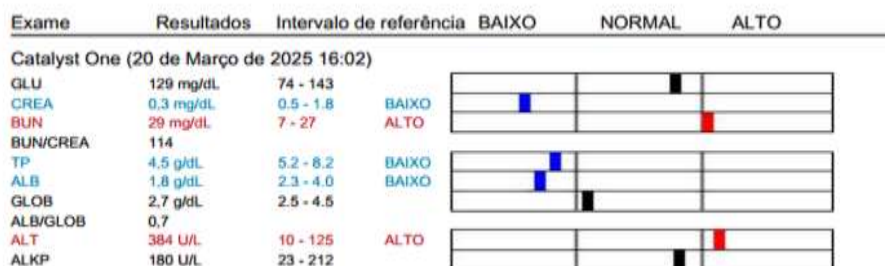 Exame Resultados Intervalo de referência BAIXO NORMAL ALTO
Catalyst One (20 de Março de 2025 16:02)
GLU 129 mg/dL 74 - 143
CREA 0,3 mg/dL 0.5 - 1.8 BAIXO
BUN 29 mg/dL 7 - 27 ALTO
BUN/CREA 114
TP 4,5 g/dL 5.2 - 8.2 BAIXO
ALB 1,8 g/dL 2.3 - 4.0 BAIXO
GLOB 2,7 g/dL 2.5 - 4.5
ALB/GLOB 0,7
ALT 384 U/L 10 - 125 ALTO
ALKP 180 U/L 23 - 212